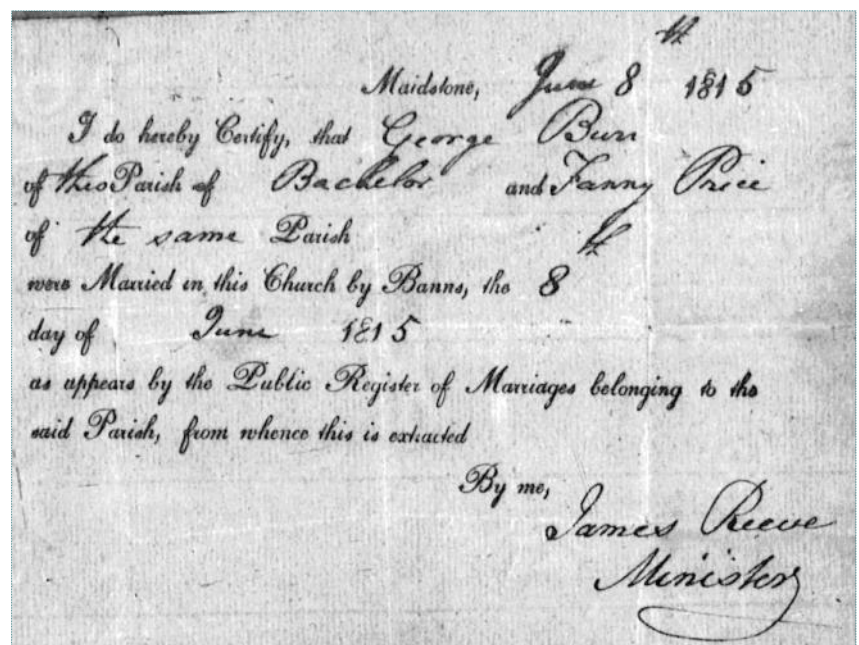 Maidstone, June 8th 1815
I do hereby Certify, that George Burr
of this Parish of Bachelor and Fanny Price
of the same Parish
were Married in this Church by Banns, the 8th
day of June 1815
as appears by the Public Register of Marriages belonging to the
said Parish, from whence this is extracted
By me,
James Reeve
Minister